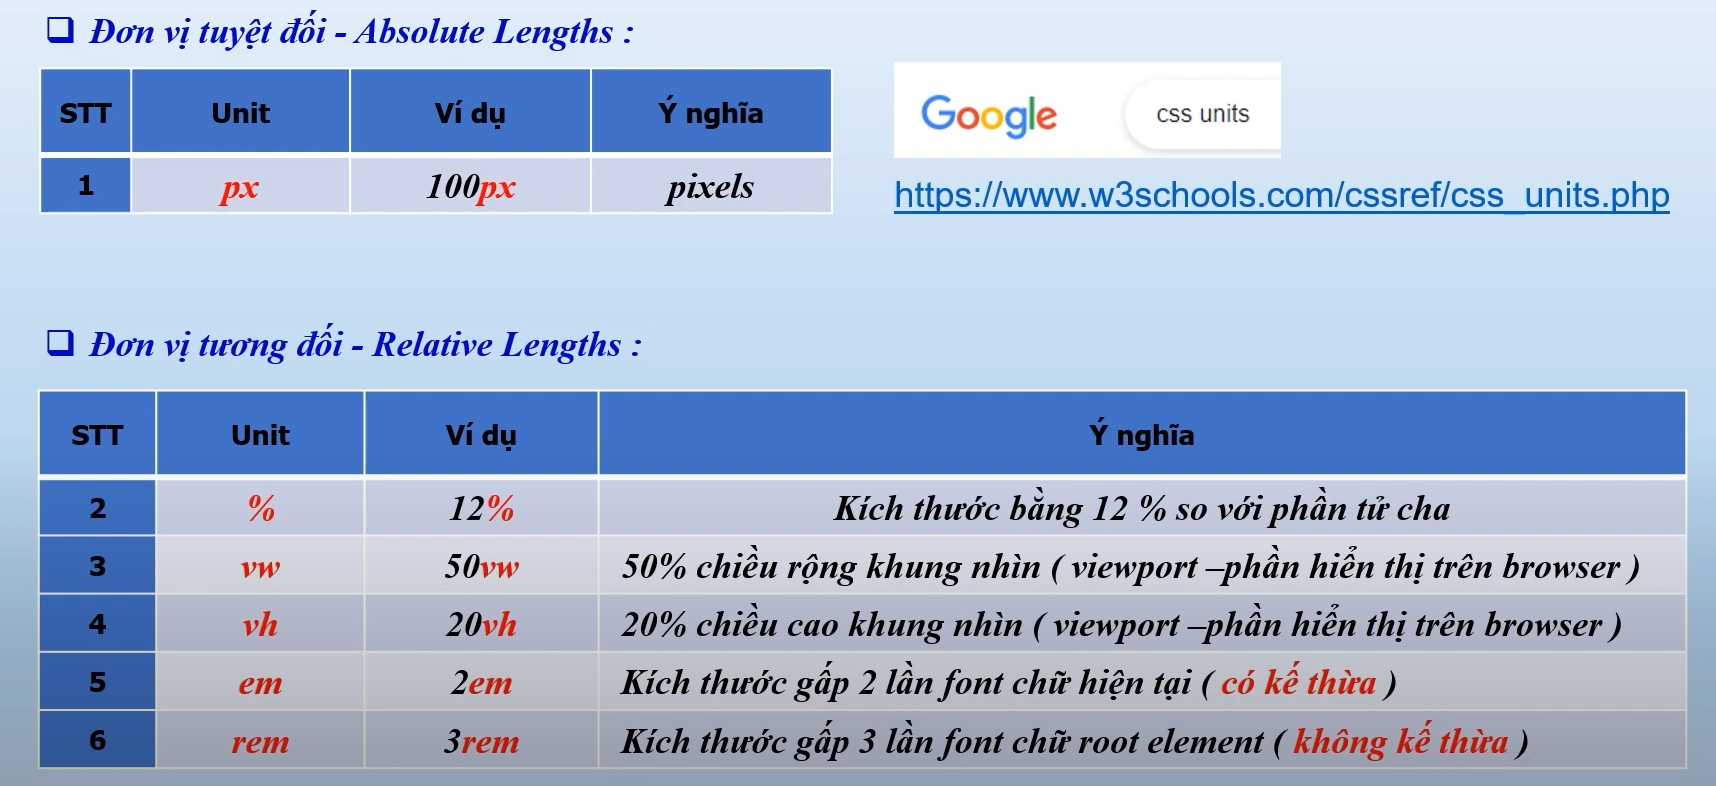 Đơn vị tuyệt đối - Absolute Lengths :
STT Unit Ví dụ Ý nghĩa
1 px 100px pixels
Google css units
https://www.w3schools.com/cssref/css_units.php
Đơn vị tương đối - Relative Lengths :
STT Unit Ví dụ Ý nghĩa
2 % 12% Kích thước bằng 12 % so với phần tử cha
3 vw 50vw 50% chiều rộng khung nhìn ( viewport –phần hiển thị trên browser )
4 vh 20vh 20% chiều cao khung nhìn ( viewport –phần hiển thị trên browser )
5 em 2em Kích thước gấp 2 lần font chữ hiện tại ( có kế thừa )
6 rem 3rem Kích thước gấp 3 lần font chữ root element ( không kế thừa )